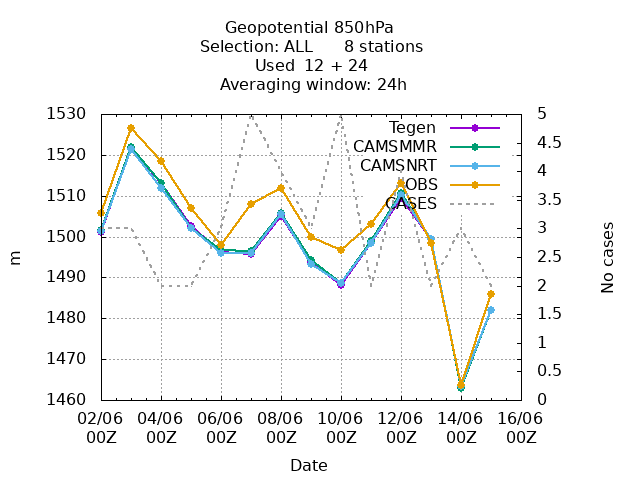 Geopotential 850hPa
Selection: ALL      8 stations
Used  12 + 24
Averaging window: 24h
1530
1520
1510
1500
1490
1480
1470
1460
m
5
4.5
4
3.5
3
2.5
2
1.5
1
0.5
0
No cases
Tegen
CAMSMMR
CAMSNRT
OBS
CASES
02/06 04/06 06/06 08/06 10/06 12/06 14/06 16/06
00Z 00Z 00Z 00Z 00Z 00Z 00Z 00Z
Date